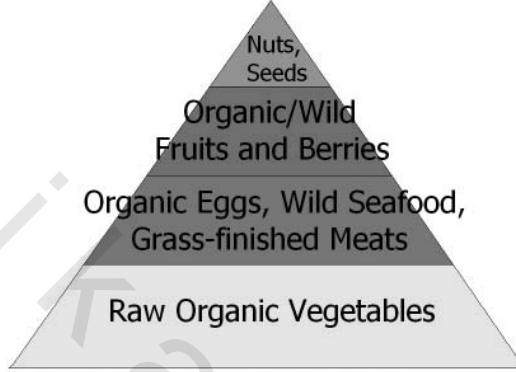 Nuts,
Seeds
Organic/Wild
Fruits and Berries
Organic Eggs, Wild Seafood,
Grass-finished Meats
Raw Organic Vegetables